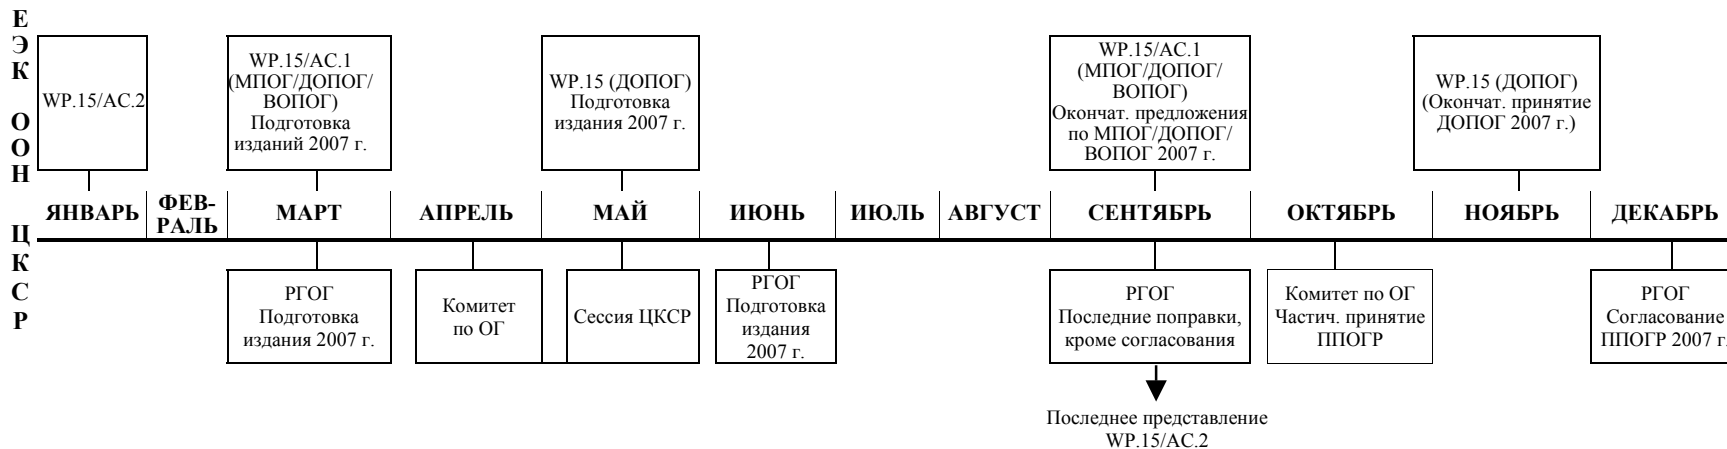 ЕЭК ООН
WP.15/AC.2
WP.15/AC.1
(МПОГ/ДОПОГ/
ВОПОГ)
Подготовка
изданий 2007 г.
WP.15 (ДОПОГ)
Подготовка
издания 2007 г.
WP.15/AC.1
(МПОГ/ДОПОГ/
ВОПОГ)
Окончат. предложения
по МПОГ/ДОПОГ/
ВОПОГ 2007 г.
WP.15 (ДОПОГ)
(Окончат. принятие
ДОПОГ 2007 г.)
ЯНВАРЬ
ФЕВ-
РАЛЬ
МАРТ
АПРЕЛЬ
МАЙ
ИЮНЬ
ИЮЛЬ
АВГУСТ
СЕНТЯБРЬ
ОКТЯБРЬ
НОЯБРЬ
ДЕКАБРЬ
ЦКСР
РГОГ
Подготовка
издания 2007 г.
Комитет
по ОГ
Сессия ЦКСР
РГОГ
Подготовка
издания
2007 г.
РГОГ
Последние поправки,
кроме согласования
Последнее представление
WP.15/AC.2
Комитет по ОГ
Частич. принятие
ППОГР
РГОГ
Согласование
ППОГР 2007 г.